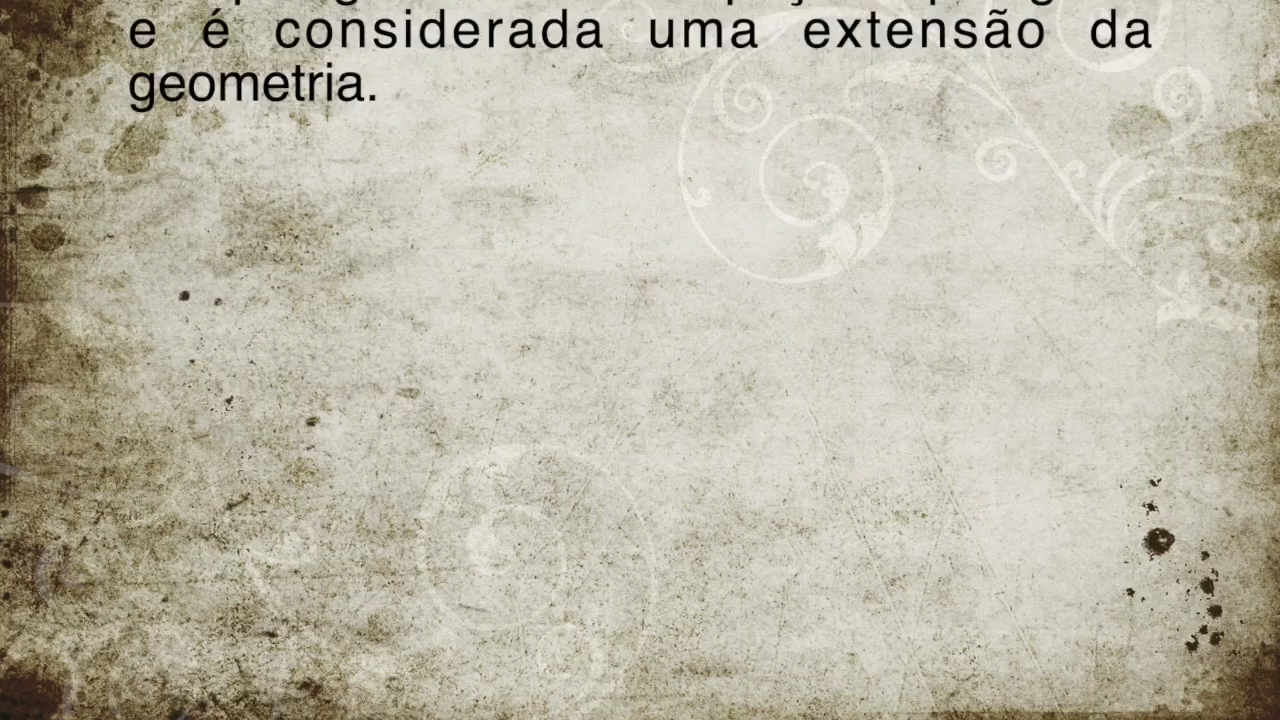 e é considerada uma extensão da
geometria.